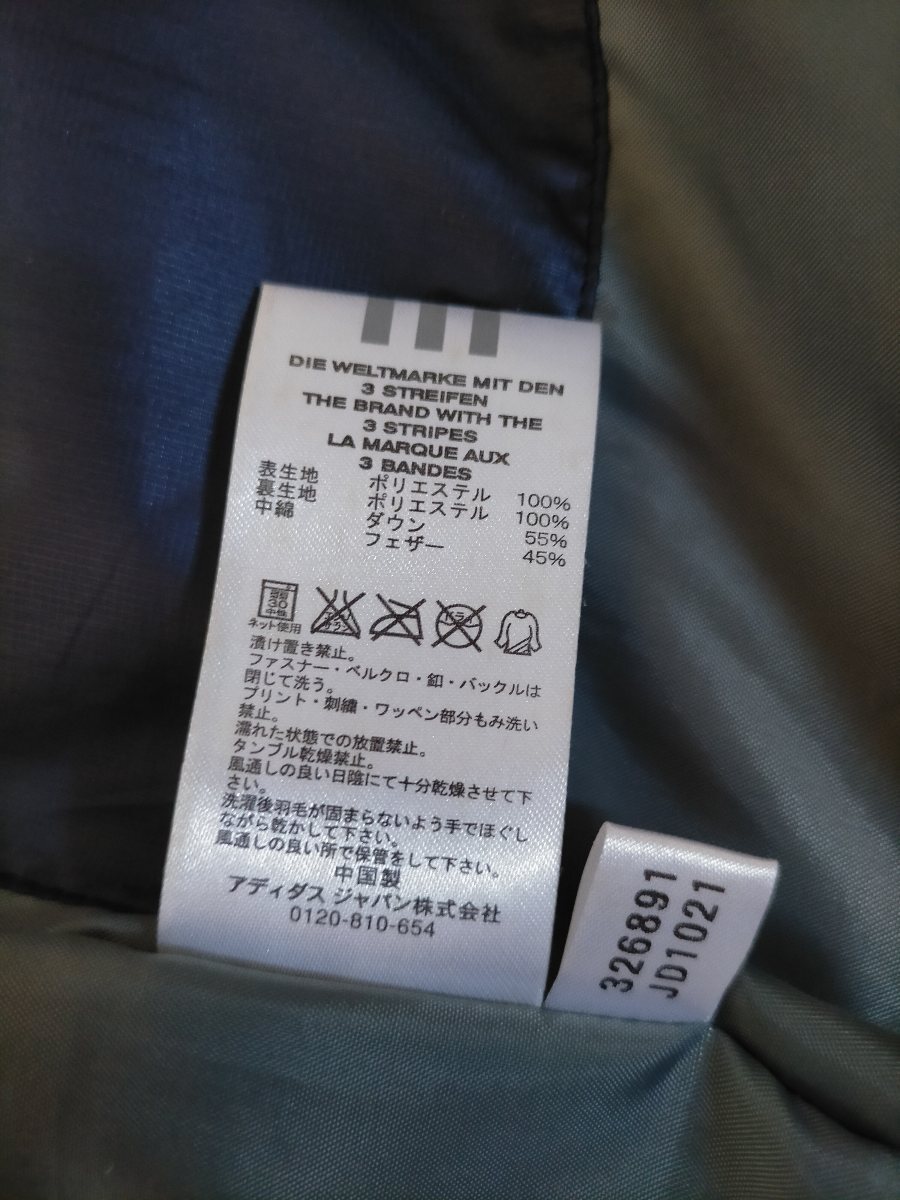 DIE WELTMARKE MIT DEN
3 STREIFEN
THE BRAND WITH THE
3 STRIPES
LA MARQUE AUX
3 BANDES
表生地 ポリエステル 100%
裏生地 ポリエステル 100%
中綿 ダウン 55%
フェザー 45%
30
中性
ネット使用
ドライ
漬け置き禁止。
ファスナー・ベルクロ・釦・バックルは
閉じて洗う。
プリント・刺繍・ワッペン部分もみ洗い
禁止。
濡れた状態での放置禁止。
タンブル乾燥禁止。
風通しの良い日陰にて十分乾燥させて下
さい。
洗濯後羽毛が固まらないよう手でほぐし
ながら乾かして下さい。
風通しの良い所で保管をして下さい。
中国製
アディダス ジャパン株式会社
0120-810-654
326891
JD1021